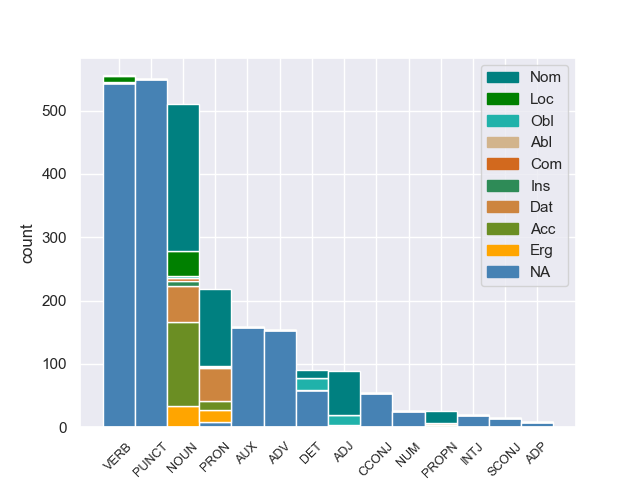 count
500
400
300
200
100
0
Nom
Loc
Obl
Abl
Com
Ins
Dat
Acc
Erg
NA
VERB
PUNCT
NOUN
PRON
AUX
ADV
DET
ADJ
CCONJ
NUM
PROPN
INTJ
SCONJ
ADP